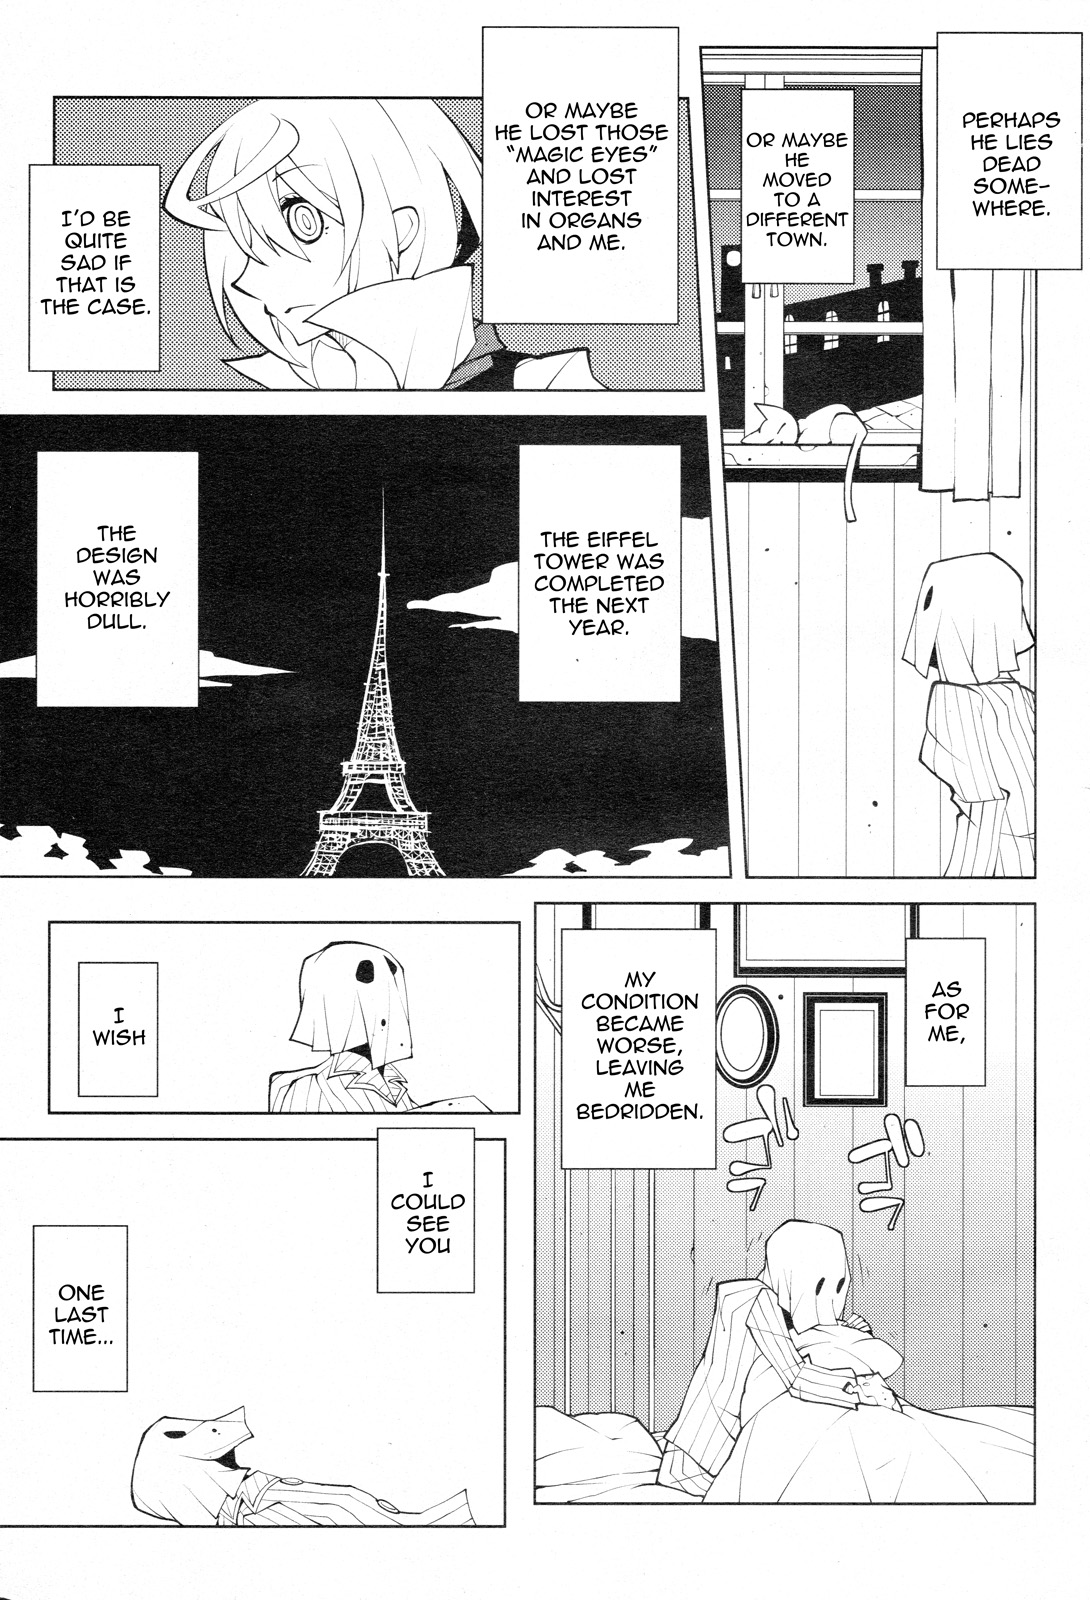 PERHAPS
HE LIES
DEAD
SOME-
WHERE.
OR MAYBE
HE
MOVED
TO A
DIFFERENT
TOWN.
OR MAYBE
HE LOST THOSE
"MAGIC EYES"
AND LOST
INTEREST
IN ORGANS
AND ME.
I'D BE
QUITE
SAD IF
THAT IS
THE CASE.
THE EIFFEL
TOWER WAS
COMPLETED
THE NEXT
YEAR.
THE
DESIGN
WAS
HORRIBLY
DULL.
AS
FOR
ME,
MY
CONDITION
BECAME
WORSE,
LEAVING
ME
BEDRIDDEN.
I
WISH
I
COULD
SEE
YOU
ONE
LAST
TIME...